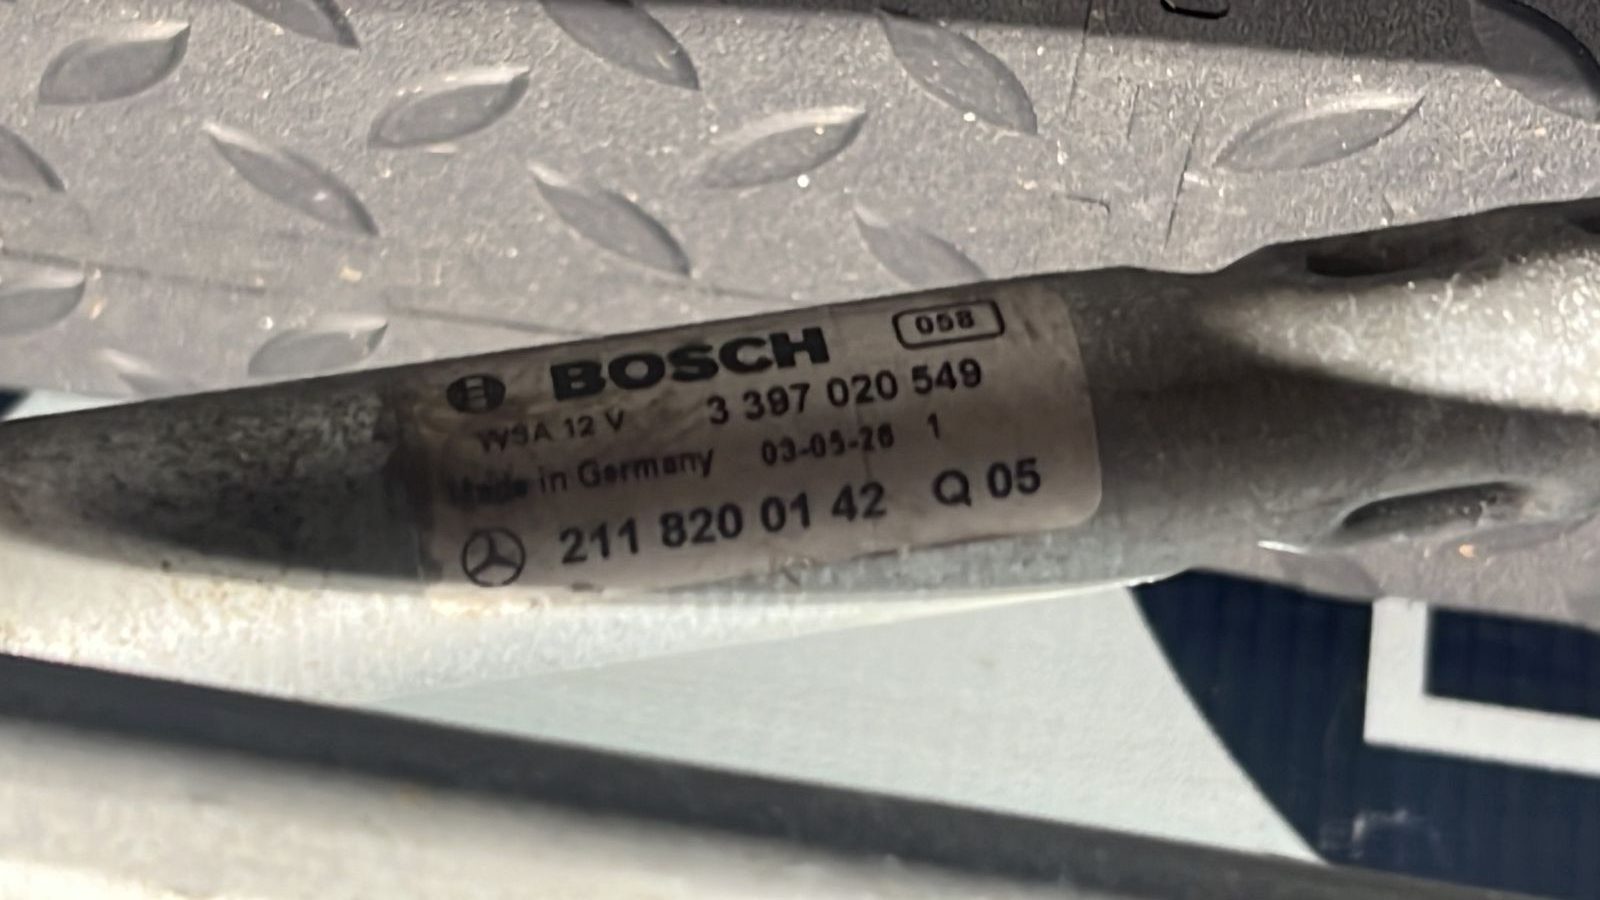 BOSCH 058
WSA 12 V 3 397 020 549
Made in Germany 03-05-26 1
211 820 01 42 Q 05